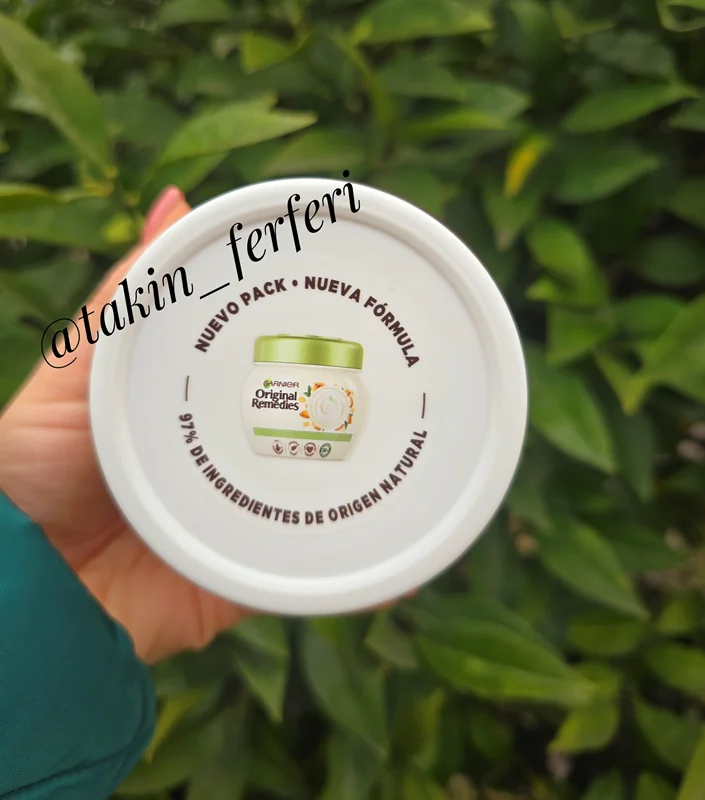 @takin_ferferi
NUEVO PACK • NUEVA FÓRMULA
GARNIER
Original
Remedies
97% DE INGREDIENTES DE ORIGEN NATURAL